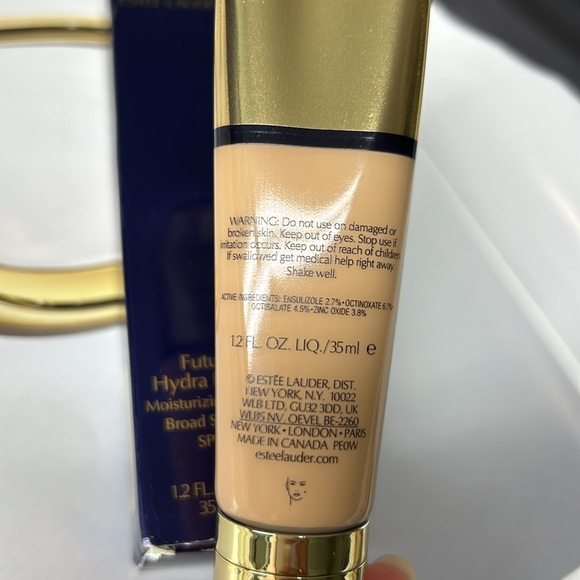 WARNING: Do not use on damaged or
broken skin. Keep out of eyes. Stop use if
irritation occurs. Keep out of reach of children.
If swallowed get medical help right away.
Shake well.
ACTIVE INGREDIENTS: ENSULIZOLE 2.7%•OCTINOXATE 6.7%•
OCTISALATE 4.5%•ZINC OXIDE 3.8%
1.2 FL. OZ. LIQ./35 ml e
© ESTĒE LAUDER, DIST.
NEW YORK, N.Y. 10022
WLB LTD, GU32 3DD, UK
WLBS NV. OEVEL BE-2260
NEW YORK • LONDON • PARIS
MADE IN CANADA PE0W
esteelauder.com
Futu
Hydra
Moisturizi
Broad S
SP
1.2 FL.
35